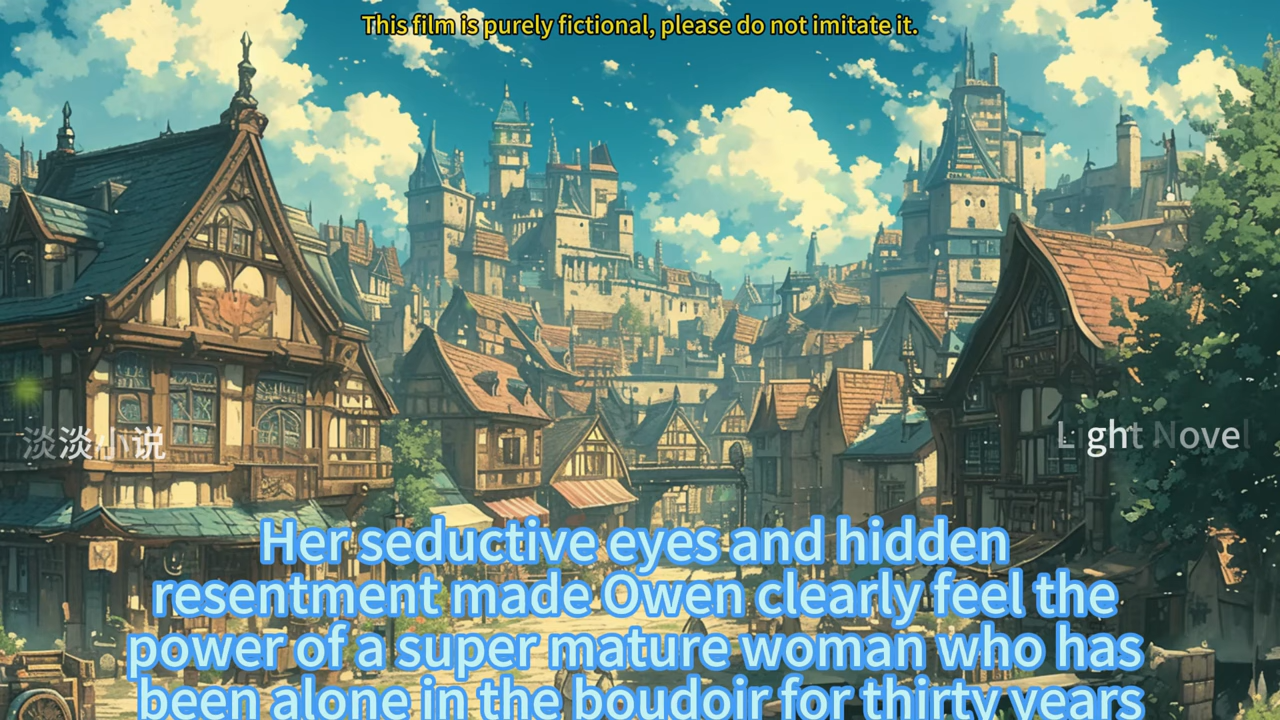 This film is purely fictional, please do not imitate it.
淡淡小说
Light Novel
Her seductive eyes and hidden
resentment made Owen clearly feel the
power of a super mature woman who has
been alone in the boudoir for thirty years